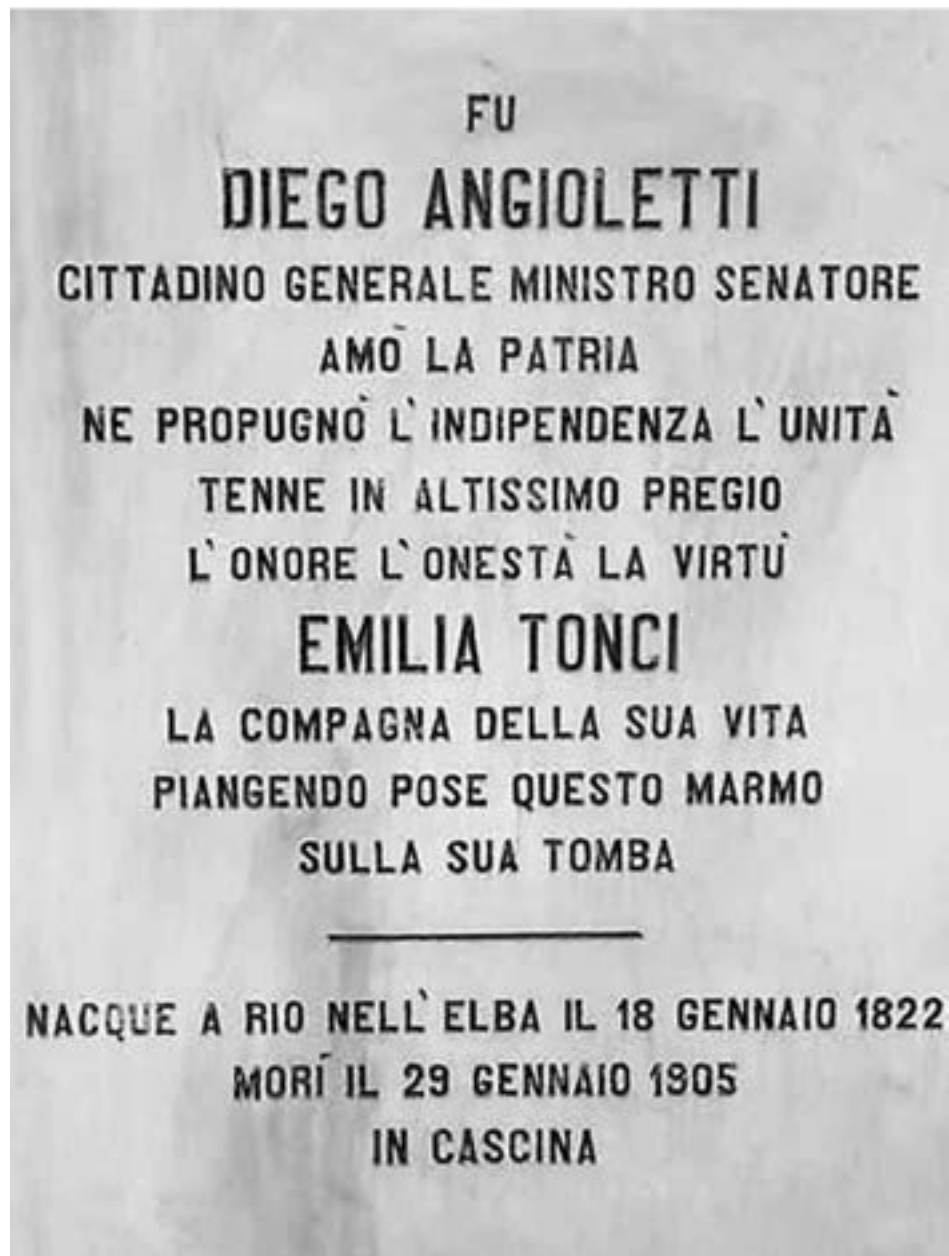 FU
DIEGO ANGIOLETTI
CITTADINO GENERALE MINISTRO SENATORE
AMÒ LA PATRIA
NE PROPUGNÒ L'INDIPENDENZA L'UNITÀ
TENNE IN ALTISSIMO PREGIO
L'ONORE L'ONESTÀ LA VIRTÙ
EMILIA TONCI
LA COMPAGNA DELLA SUA VITA
PIANGENDO POSE QUESTO MARMO
SULLA SUA TOMBA
NACQUE A RIO NELL'ELBA IL 18 GENNAIO 1822
MORÍ IL 29 GENNAIO 1905
IN CASCINA